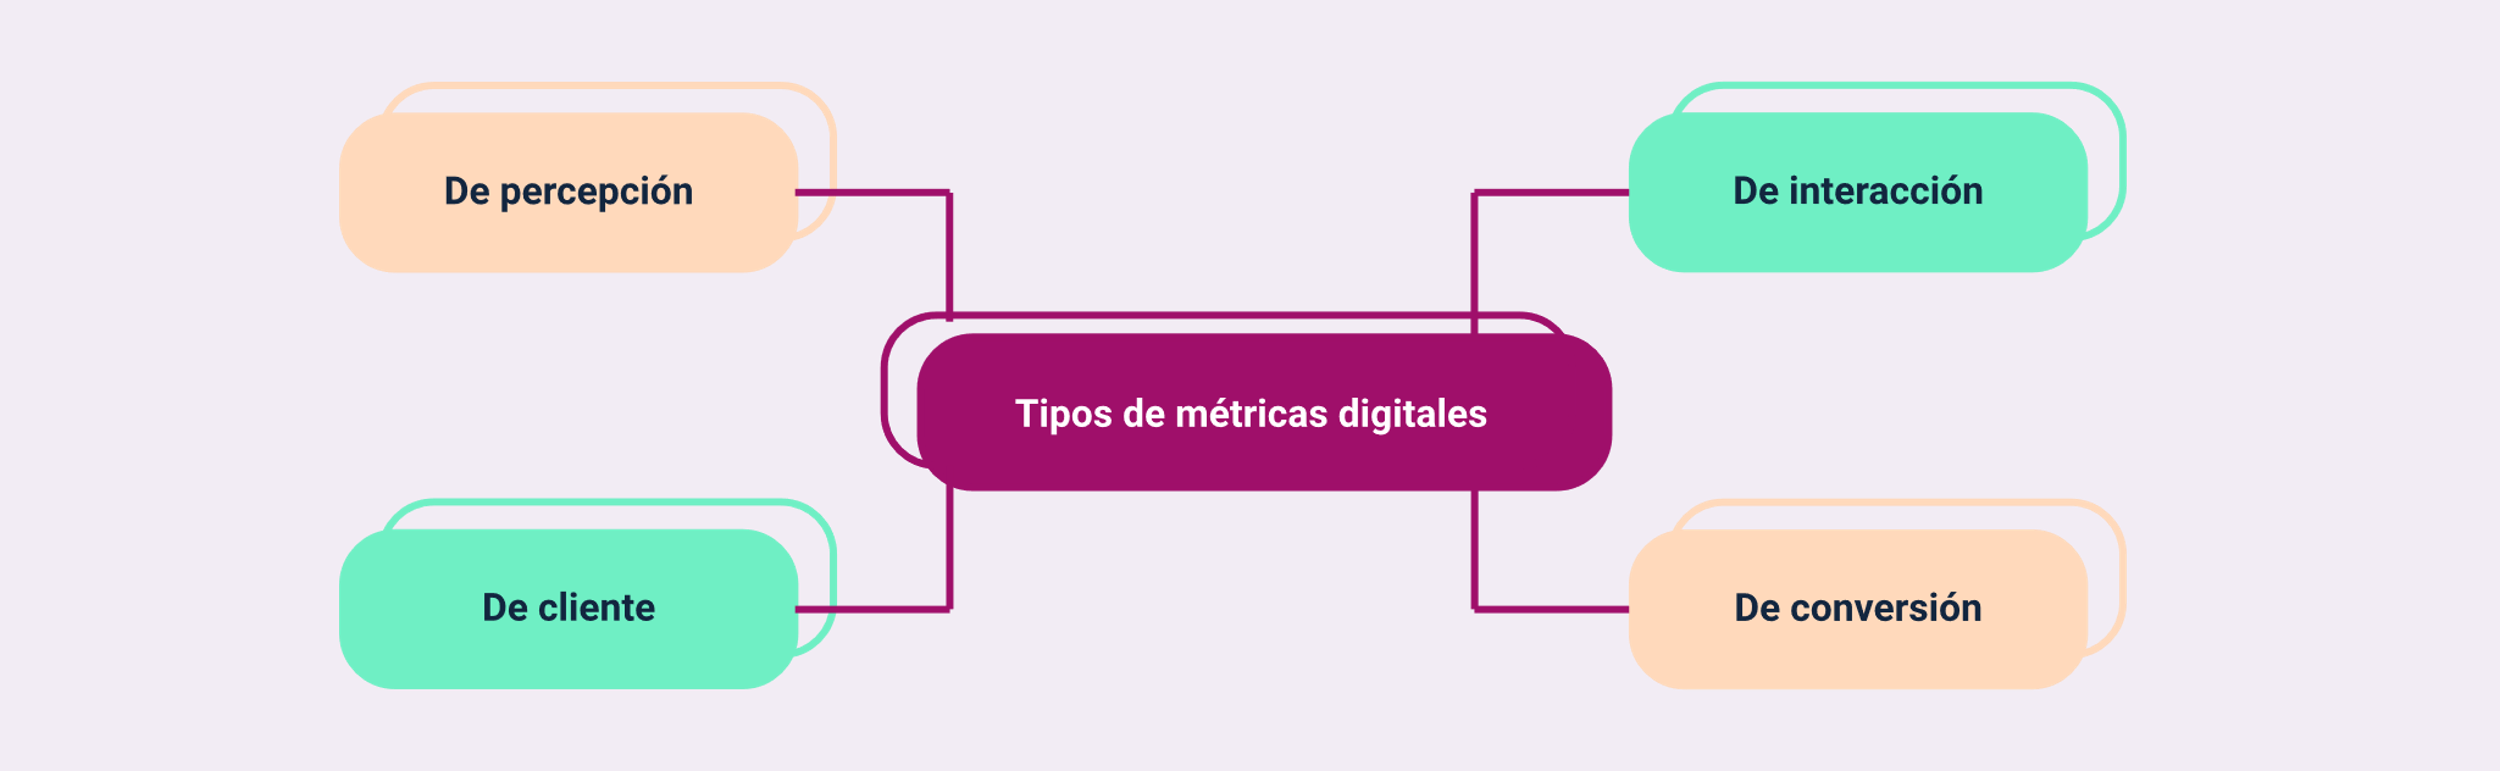 De percepción
De interacción
Tipos de métricas digitales
De cliente
De conversión